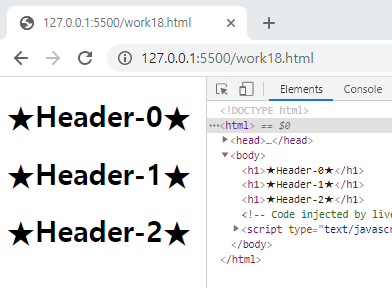 127.0.0.1:5500/work18.html
127.0.0.1:5500/work18.html
★Header-0★
★Header-1★
★Header-2★
Elements
Console
<!DOCTYPE html>
<html> == $0
<head>…</head>
<body>
<h1>★Header-0★</h1>
<h1>★Header-1★</h1>
<h1>★Header-2★</h1>
<!-- Code injected by live
<script type="text/javasc
</body>
</html>